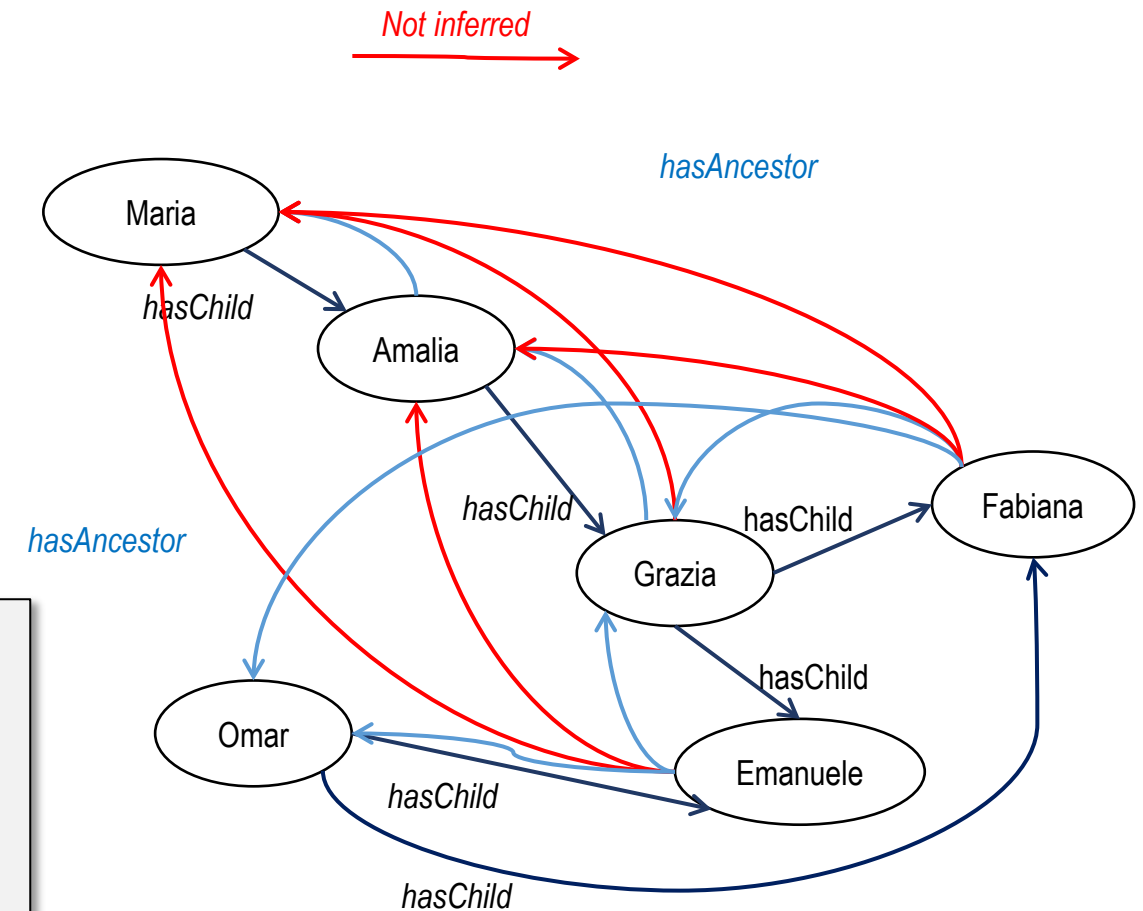 Not inferred
hasAncestor
Maria
hasChild
Amalia
hasChild
hasChild
Fabiana
hasAncestor
Grazia
hasChild
Omar
Emanuele
hasChild
hasChild